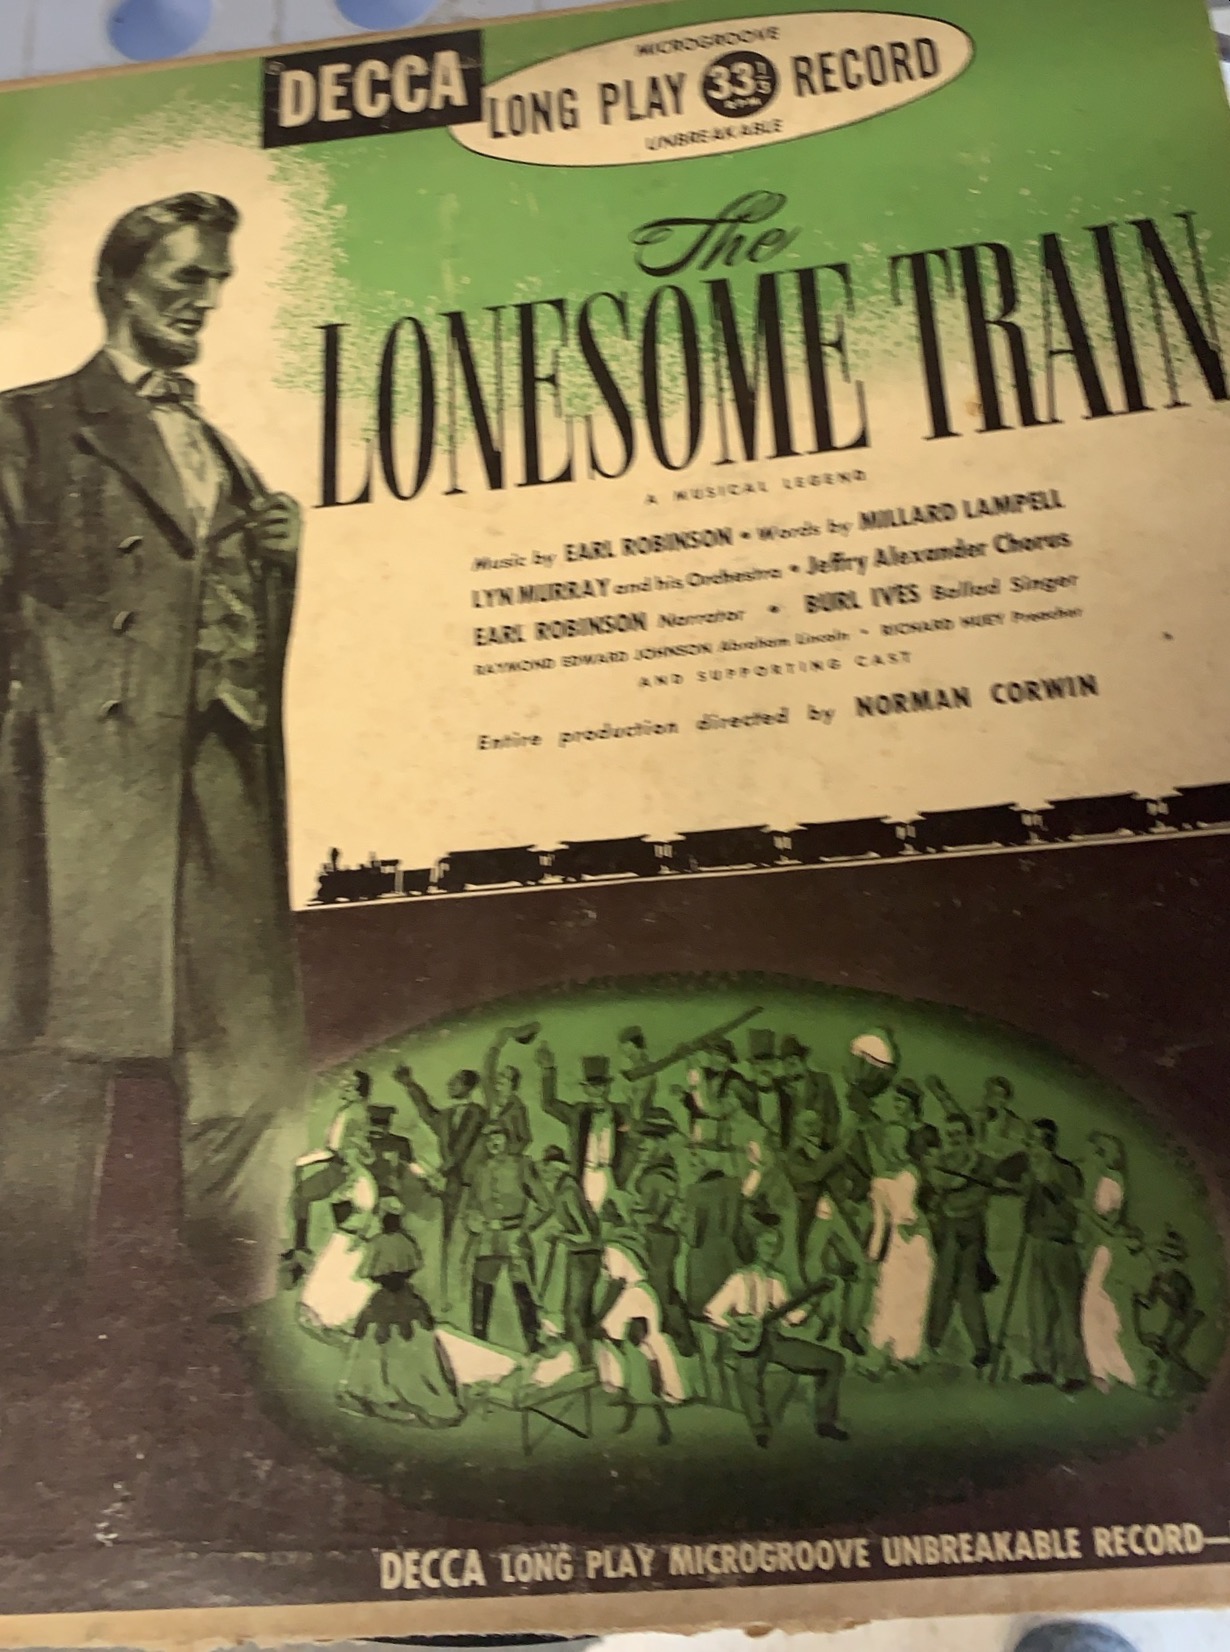 DECCA
MICROGROOVE
LONG PLAY 33 1/3 RPM RECORD
UNBREAKABLE
The
LONESOME TRAIN
A MUSICAL LEGEND
Music by EARL ROBINSON • Words by MILLARD LAMPELL
LYN MURRAY and his Orchestra • Jeffry Alexander Chorus
EARL ROBINSON Narrator • BURL IVES Ballad Singer
RAYMOND EDWARD JOHNSON Abraham Lincoln • RICHARD HUEY Preacher
AND SUPPORTING CAST
Entire production directed by NORMAN CORWIN
DECCA LONG PLAY MICROGROOVE UNBREAKABLE RECORD—